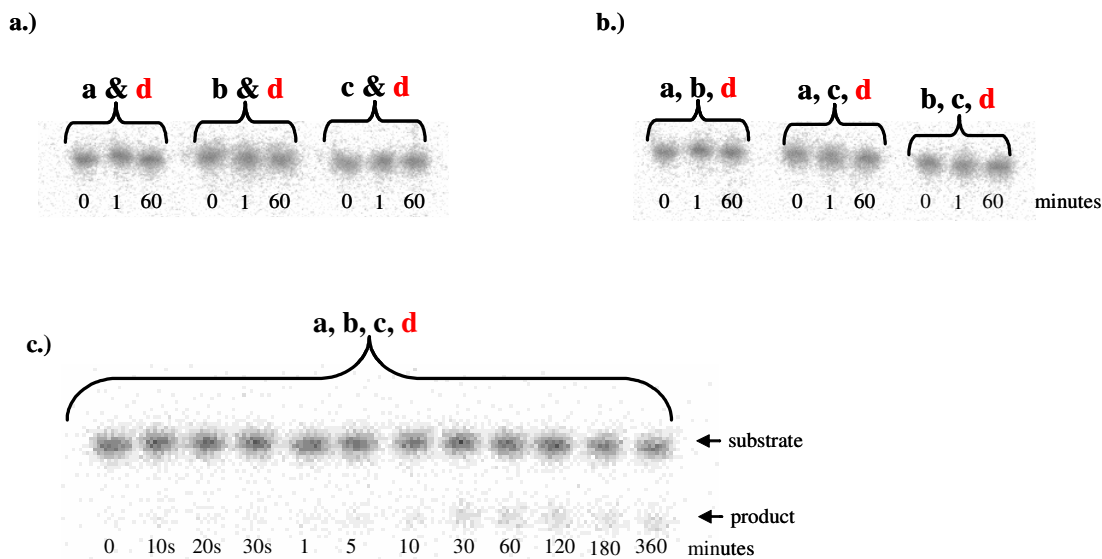 a.)
a & d
b & d
c & d
0 1 60
0 1 60
0 1 60
b.)
a, b, d
a, c, d
b, c, d
0 1 60
0 1 60
0 1 60
minutes
c.)
a, b, c, d
substrate
product
0 10s 20s 30s 1 5 10 30 60 120 180 360 minutes